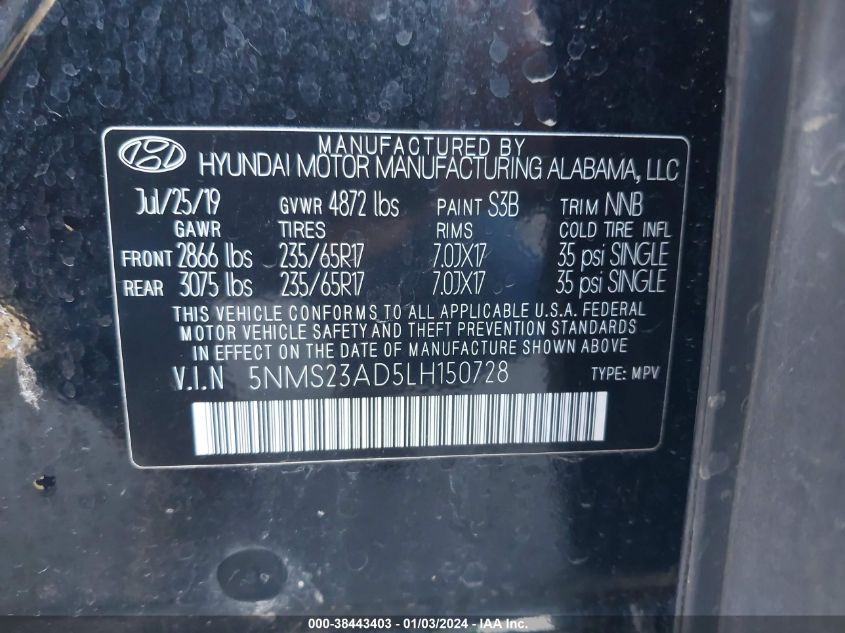 MANUFACTURED BY
HYUNDAI MOTOR MANUFACTURING ALABAMA, LLC
Jul/25/19 GVWR 4872 lbs PAINT S3B TRIM NNB
GAWR TIRES RIMS COLD TIRE INFL
FRONT 2866 lbs 235/65R17 7.0JX17 35 psi SINGLE
REAR 3075 lbs 235/65R17 7.0JX17 35 psi SINGLE
THIS VEHICLE CONFORMS TO ALL APPLICABLE U.S.A. FEDERAL
MOTOR VEHICLE SAFETY AND THEFT PREVENTION STANDARDS
IN EFFECT ON THE DATE OF MANUFACTURE SHOWN ABOVE.
V.I.N 5NMS23AD5LH150728 TYPE: MPV
000-38443403 - 01/03/2024 - IAA Inc.